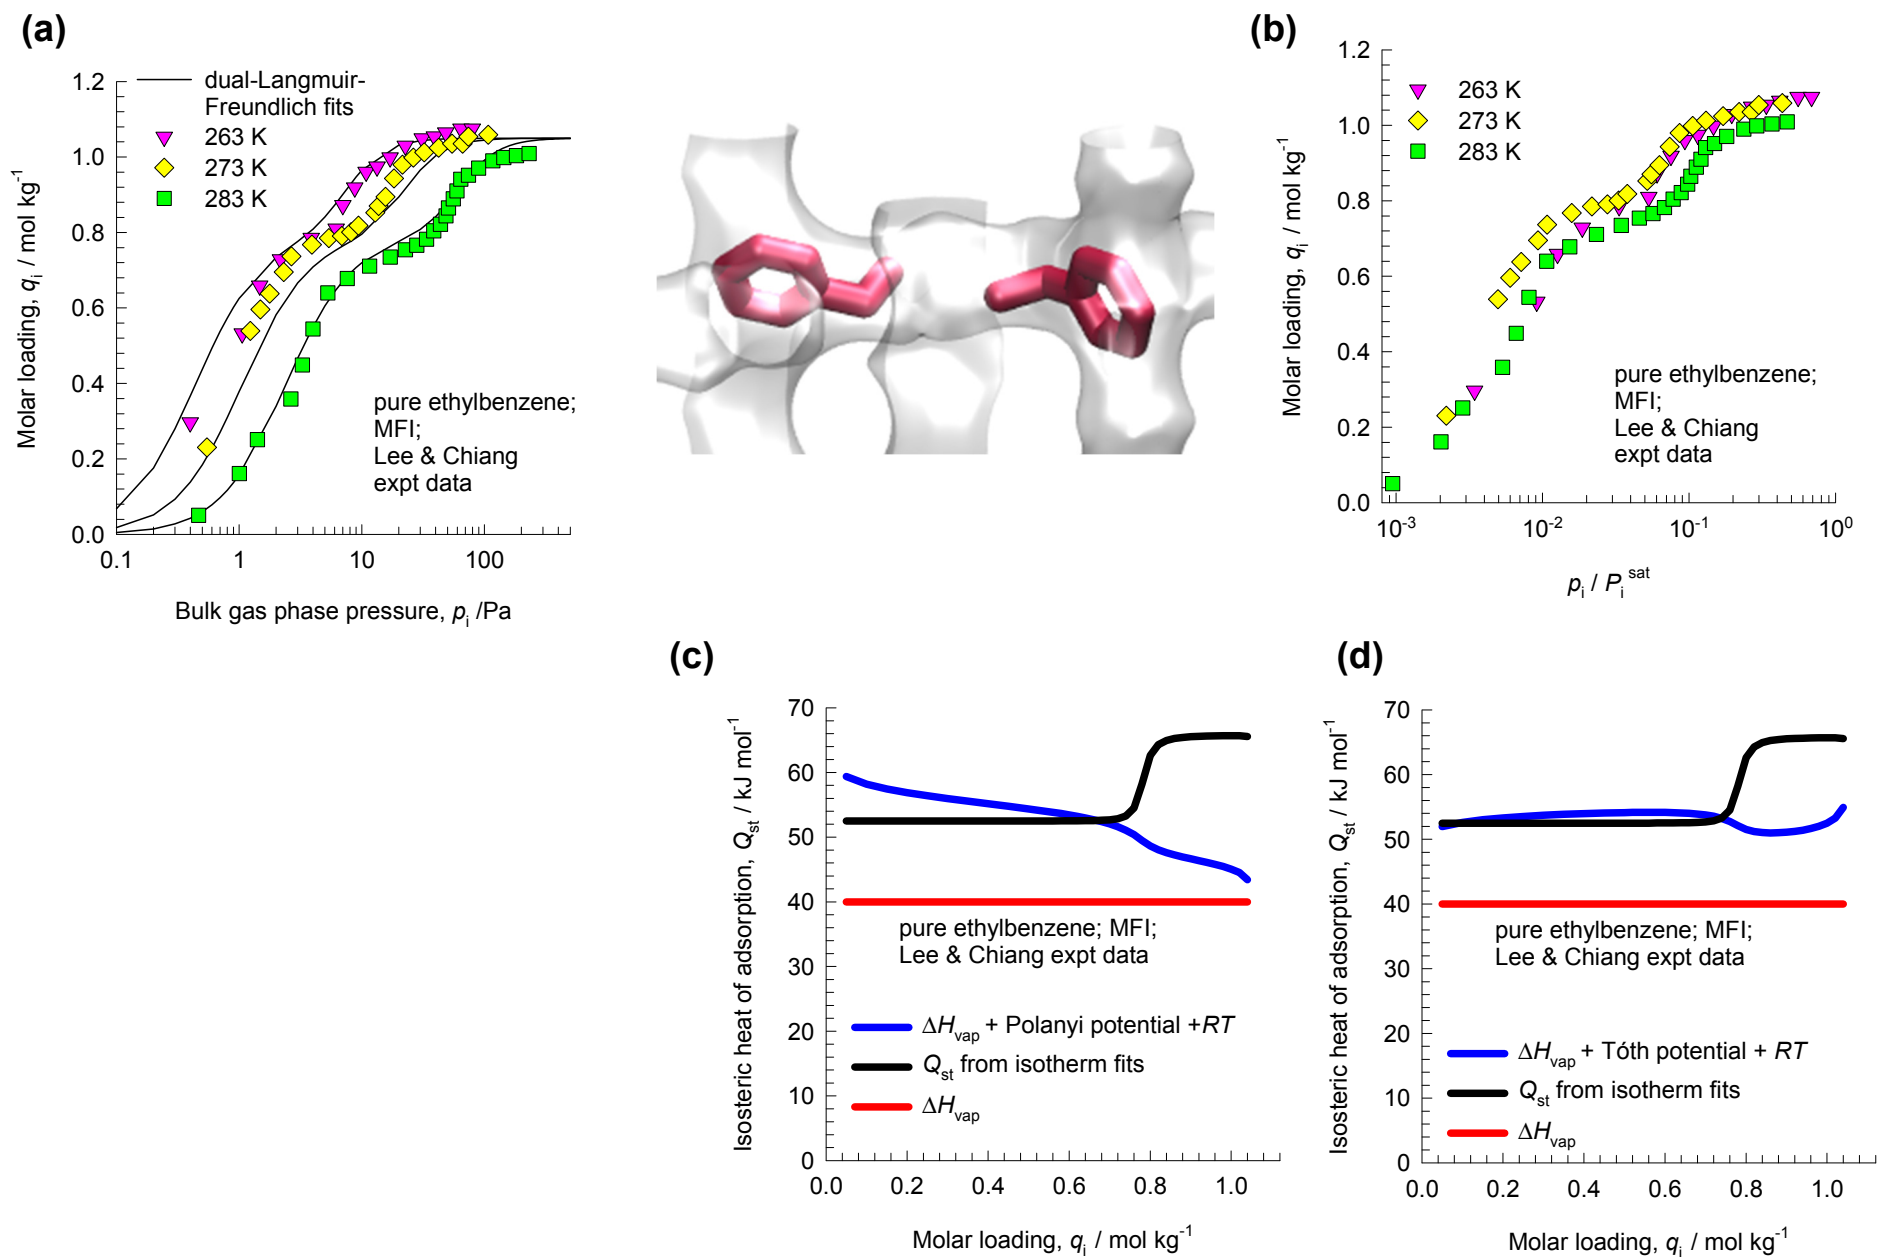 (a)
1.2
1.0
0.8
0.6
0.4
0.2
0.0
Molar loading, qi / mol kg-1
dual-Langmuir-
Freundlich fits
263 K
273 K
283 K
pure ethylbenzene;
MFI;
Lee & Chiang
expt data
0.1 1 10 100
Bulk gas phase pressure, pi /Pa
(b)
1.2
1.0
0.8
0.6
0.4
0.2
0.0
Molar loading, qi / mol kg-1
263 K
273 K
283 K
pure ethylbenzene;
MFI;
Lee & Chiang
expt data
10-3 10-2 10-1 100
pi / Pi sat
(c)
70
60
50
40
30
20
10
0
Isosteric heat of adsorption, Qst / kJ mol-1
pure ethylbenzene; MFI;
Lee & Chiang expt data
ΔHvap + Polanyi potential +RT
Qst from isotherm fits
ΔHvap
0.0 0.2 0.4 0.6 0.8 1.0
Molar loading, qi / mol kg-1
(d)
70
60
50
40
30
20
10
0
Isosteric heat of adsorption, Qst / kJ mol-1
pure ethylbenzene; MFI;
Lee & Chiang expt data
ΔHvap + Tóth potential + RT
Qst from isotherm fits
ΔHvap
0.0 0.2 0.4 0.6 0.8 1.0
Molar loading, qi / mol kg-1